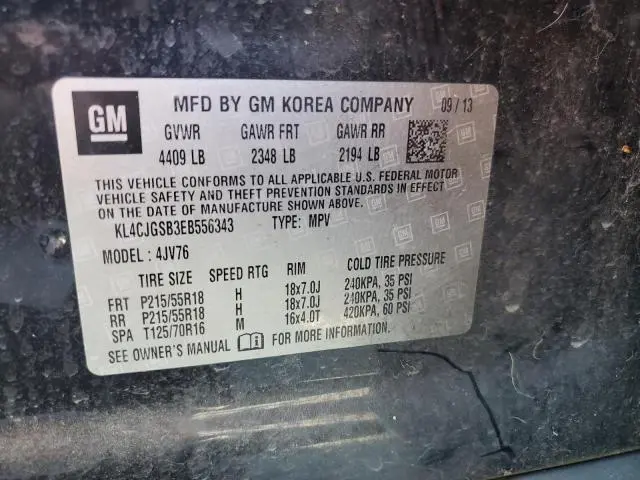 GM MFD BY GM KOREA COMPANY 09/13
GVWR GAWR FRT GAWR RR
4409 LB 2348 LB 2194 LB
THIS VEHICLE CONFORMS TO ALL APPLICABLE U.S. FEDERAL MOTOR
VEHICLE SAFETY AND THEFT PREVENTION STANDARDS IN EFFECT
ON THE DATE OF MANUFACTURE SHOWN ABOVE.
KL4CJGSB3EB556343 TYPE: MPV
MODEL : 4JV76
TIRE SIZE SPEED RTG RIM COLD TIRE PRESSURE
FRT P215/55R18 H 18x7.0J 240KPA, 35 PSI
RR P215/55R18 H 18x7.0J 240KPA, 35 PSI
SPA T125/70R16 M 16x4.0T 420KPA, 60 PSI
SEE OWNER'S MANUAL i FOR MORE INFORMATION.